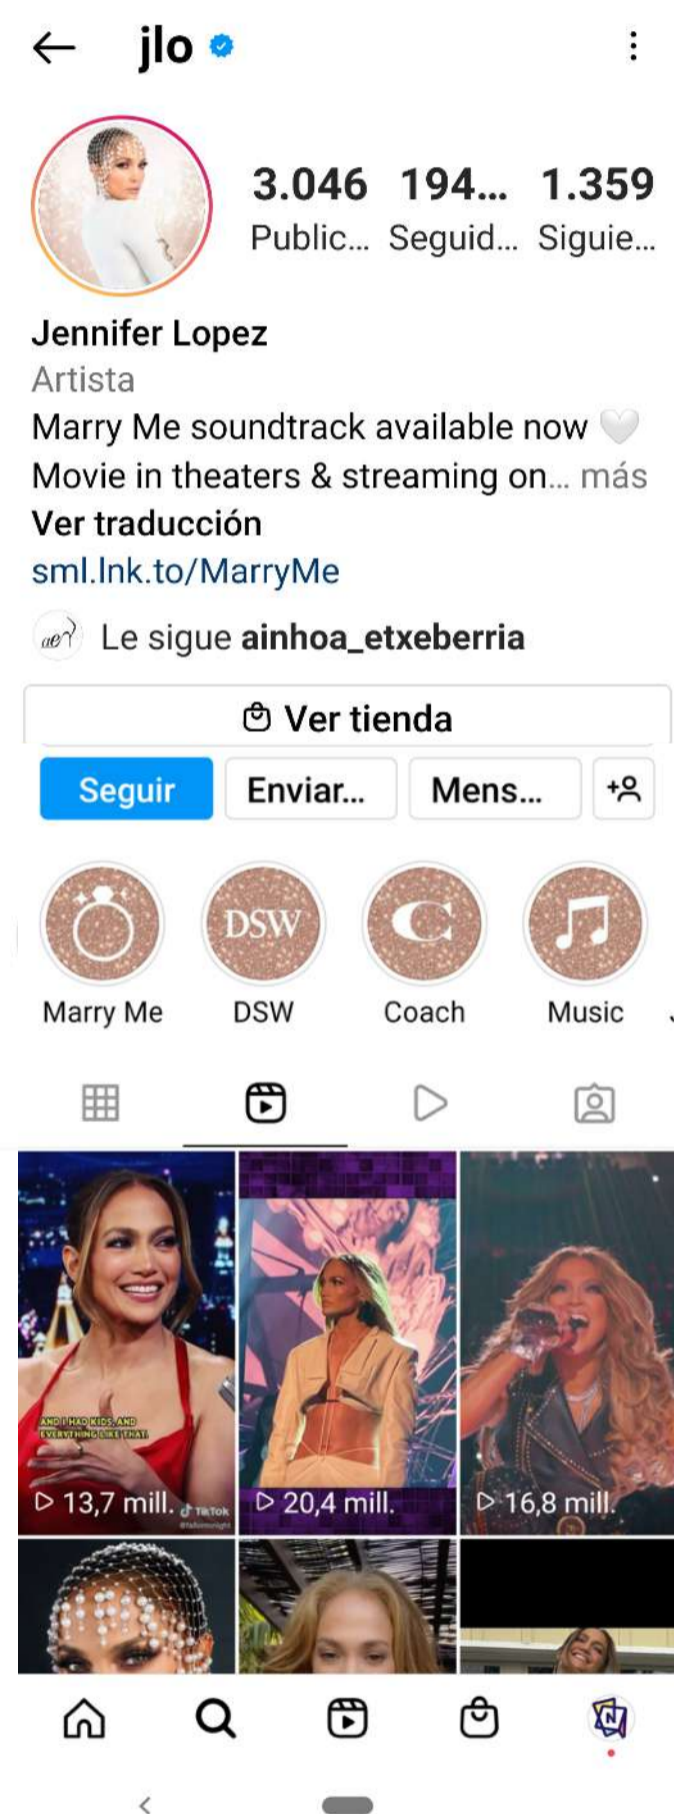 jlo
3.046 194... 1.359
Public... Seguid... Siguie...
Jennifer Lopez
Artista
Marry Me soundtrack available now 🤍
Movie in theaters & streaming on... más
Ver traducción
sml.lnk.to/MarryMe
ae
Le sigue ainhoa_etxeberria
Ver tienda
Seguir Enviar... Mens...
DSW C
Marry Me DSW Coach Music
AND I HAD KIDS, AND
EVERYTHING LIKE THAT.
13,7 mill. TikTok 20,4 mill. 16,8 mill.
@fallontonight
N